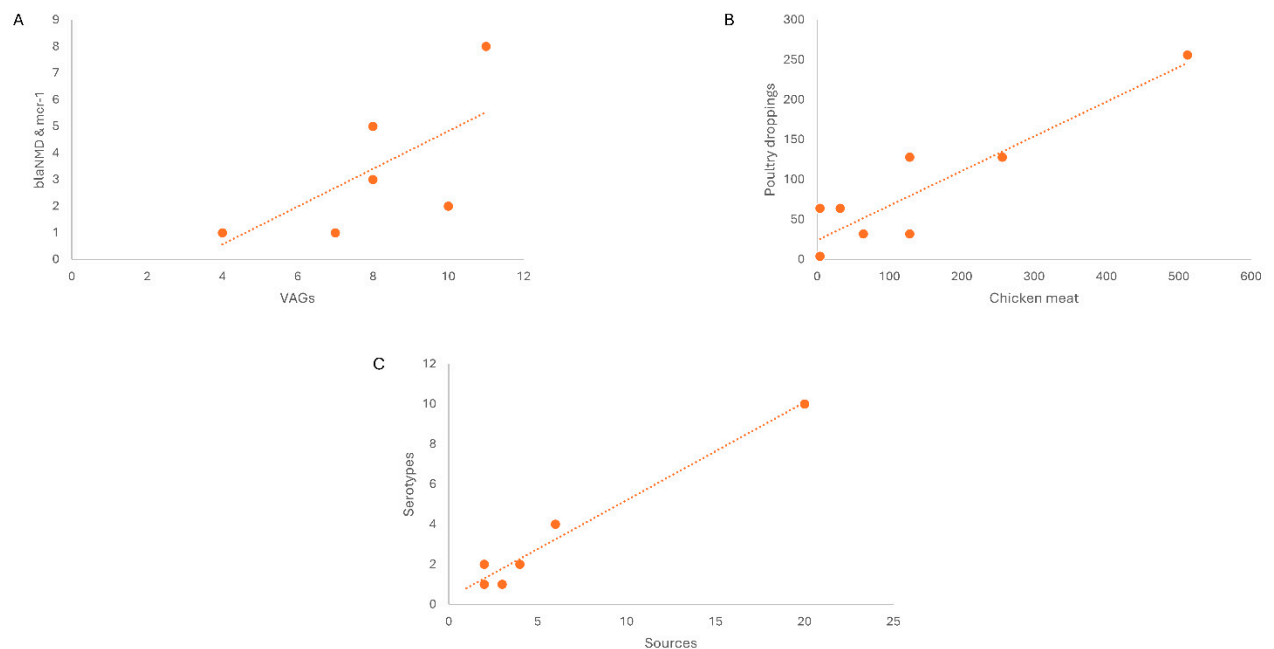 A
blaNMD & mcr-1
9
8
7
6
5
4
3
2
1
0
0 2 4 6 8 10 12
VAGs
B
Poultry droppings
300
250
200
150
100
50
0
0 100 200 300 400 500 600
Chicken meat
C
Serotypes
12
10
8
6
4
2
0
0 5 10 15 20 25
Sources